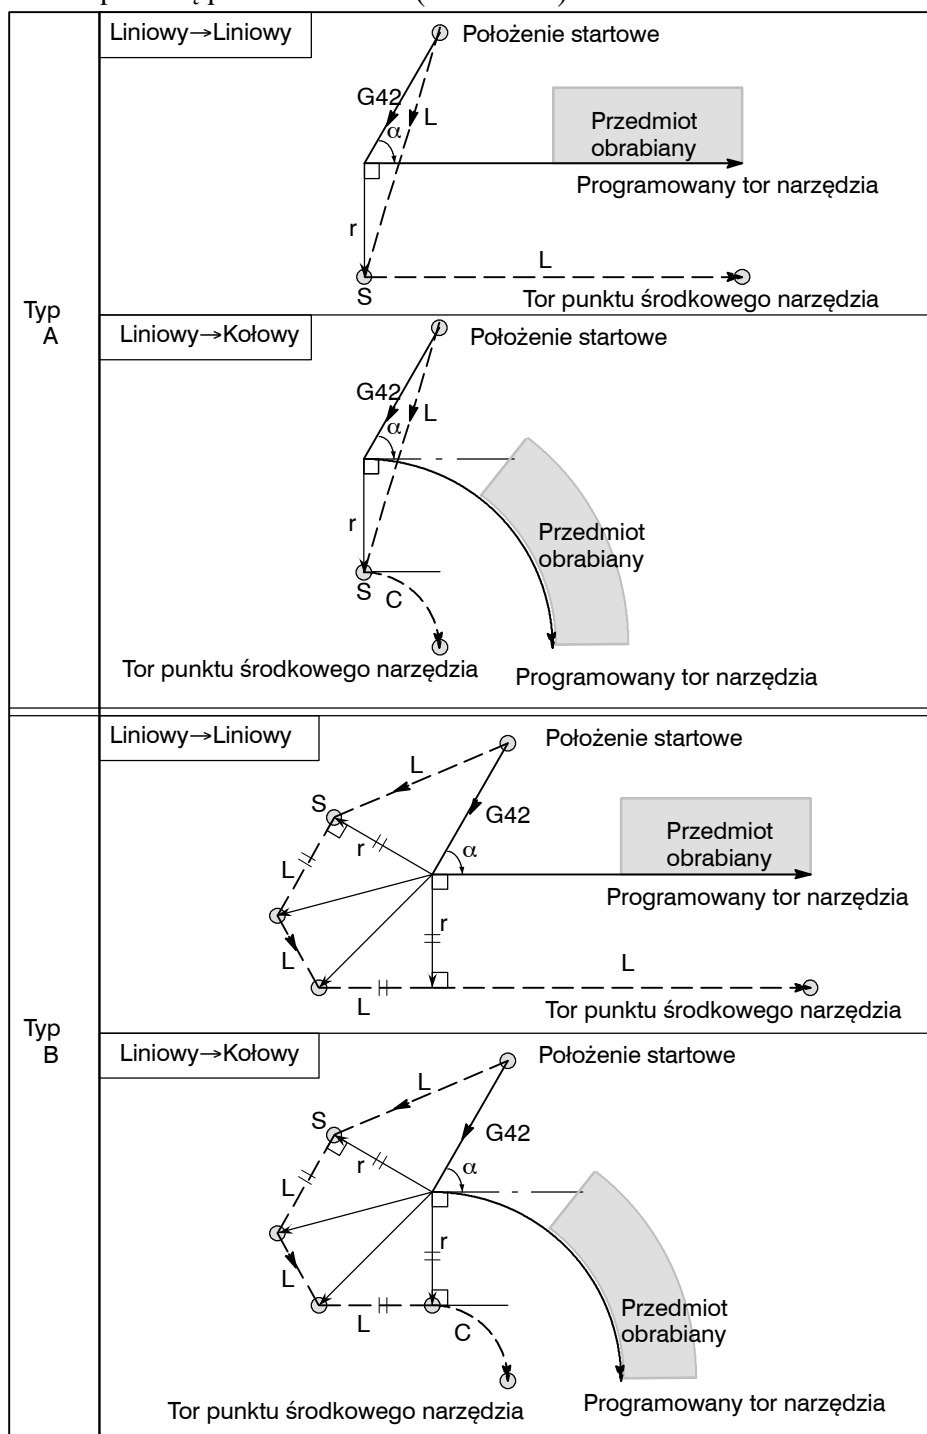 Liniowy→Liniowy
Położenie startowe
G42
L
α
Przedmiot
obrabiany
Programowany tor narzędzia
r
L
S
Tor punktu środkowego narzędzia
Typ
A
Liniowy→Kołowy
Położenie startowe
G42
L
α
r
Przedmiot
obrabiany
S
C
Tor punktu środkowego narzędzia
Programowany tor narzędzia
Liniowy→Liniowy
Położenie startowe
L
S
G42
Przedmiot
obrabiany
r
α
L
Programowany tor narzędzia
r
L
L
L
Tor punktu środkowego narzędzia
Typ
B
Liniowy→Kołowy
Położenie startowe
L
S
G42
r
α
L
r
L
L
C
Przedmiot
obrabiany
Programowany tor narzędzia
Tor punktu środkowego narzędzia